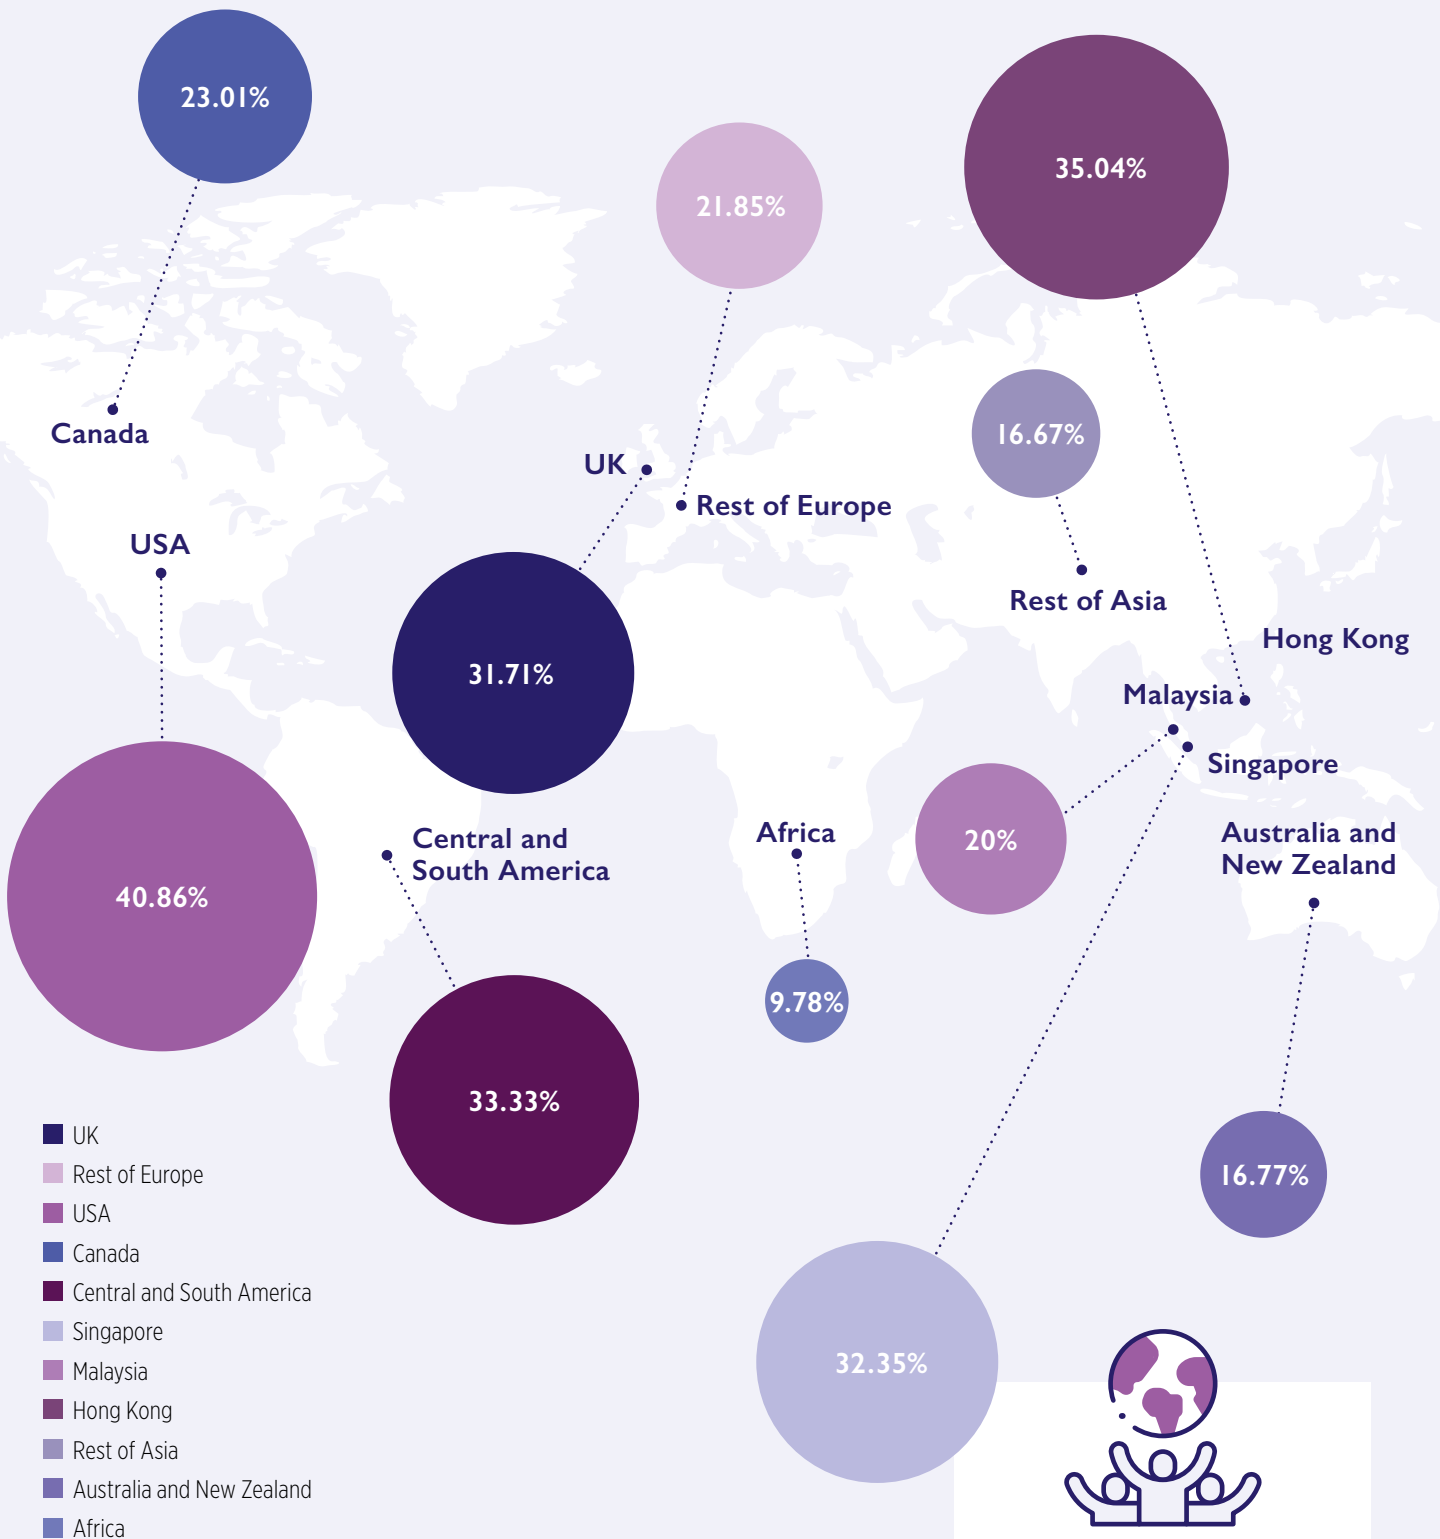 23.01%
35.04%
21.85%
Canada
16.67%
UK
Rest of Europe
USA
Rest of Asia
Hong Kong
31.71%
Malaysia
Singapore
Central and
South America
Africa
20%
Australia and
New Zealand
40.86%
9.78%
33.33%
16.77%
32.35%
UK
Rest of Europe
USA
Canada
Central and South America
Singapore
Malaysia
Hong Kong
Rest of Asia
Australia and New Zealand
Africa